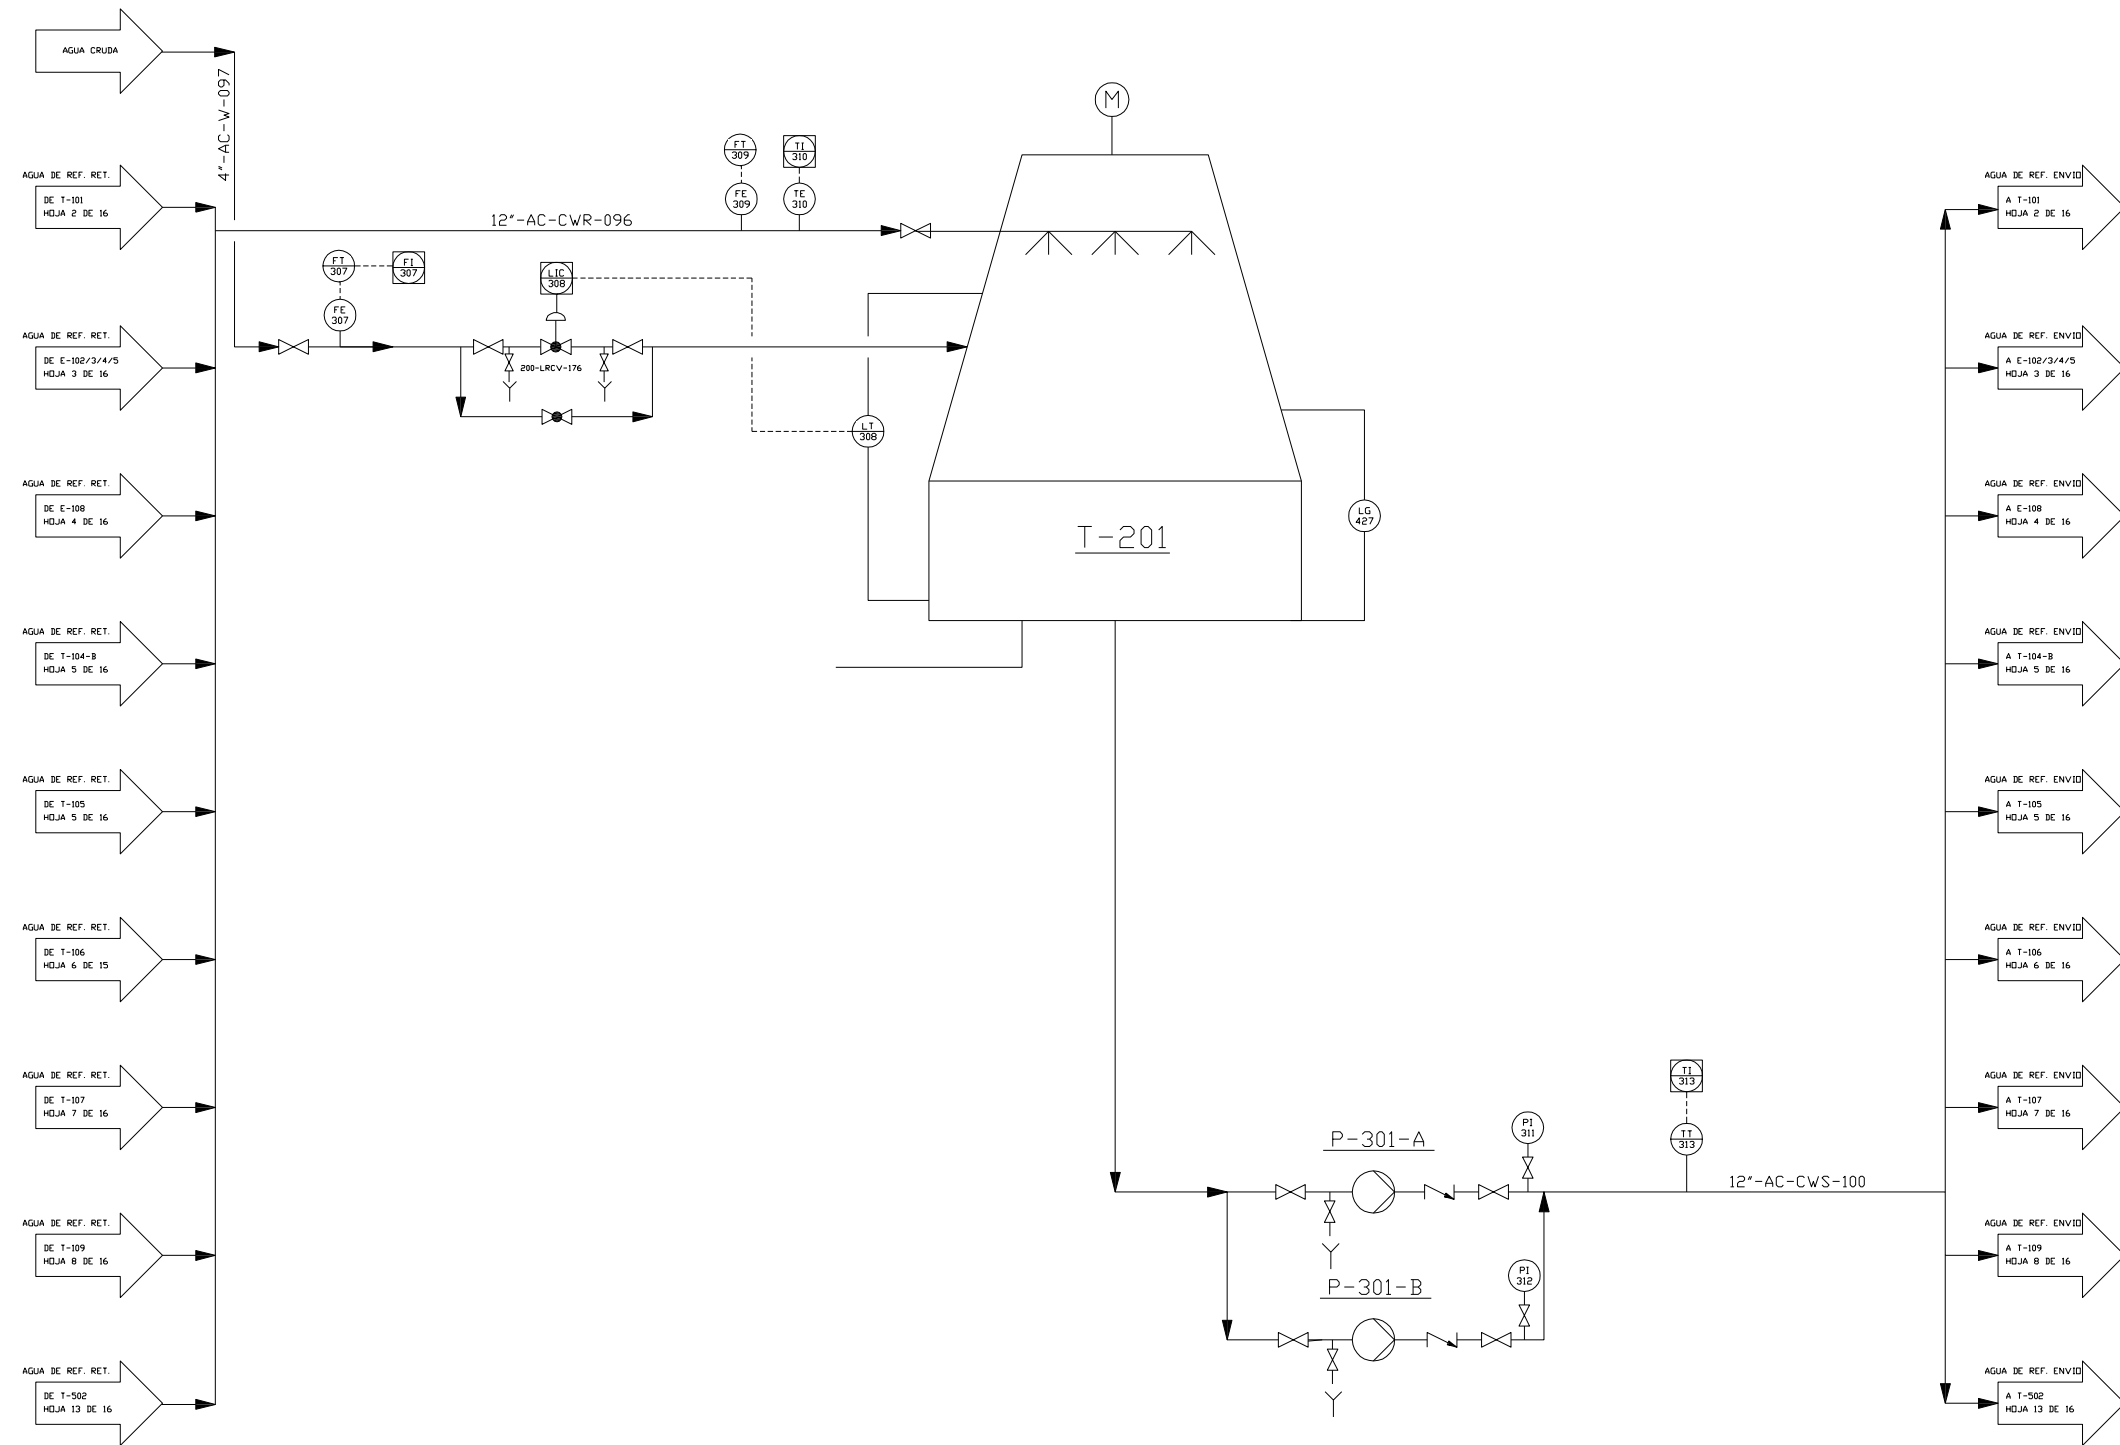 AGUA CRUDA
4"-AC-W-097
M
AGUA DE REF. RET.
DE T-101
HOJA 2 DE 16
12"-AC-CWR-096
FT
309
TI
310
FE
309
TE
310
AGUA DE REF. ENVIO
A T-101
HOJA 2 DE 16
FT
307
FI
307
LIC
308
FE
307
200-LRCV-176
AGUA DE REF. RET.
DE E-102/3/4/5
HOJA 3 DE 16
AGUA DE REF. ENVIO
A E-102/3/4/5
HOJA 3 DE 16
LT
308
AGUA DE REF. RET.
DE E-108
HOJA 4 DE 16
T-201
LG
427
AGUA DE REF. ENVIO
A E-108
HOJA 4 DE 16
AGUA DE REF. RET.
DE T-104-B
HOJA 5 DE 16
AGUA DE REF. ENVIO
A T-104-B
HOJA 5 DE 16
AGUA DE REF. RET.
DE T-105
HOJA 5 DE 16
AGUA DE REF. ENVIO
A T-105
HOJA 5 DE 16
AGUA DE REF. RET.
DE T-106
HOJA 6 DE 15
AGUA DE REF. ENVIO
A T-106
HOJA 6 DE 16
AGUA DE REF. RET.
DE T-107
HOJA 7 DE 16
P-301-A
PI
311
TI
313
TT
313
12"-AC-CWS-100
AGUA DE REF. ENVIO
A T-107
HOJA 7 DE 16
AGUA DE REF. RET.
DE T-109
HOJA 8 DE 16
P-301-B
PI
312
AGUA DE REF. ENVIO
A T-109
HOJA 8 DE 16
AGUA DE REF. RET.
DE T-502
HOJA 13 DE 16
AGUA DE REF. ENVIO
A T-502
HOJA 13 DE 16